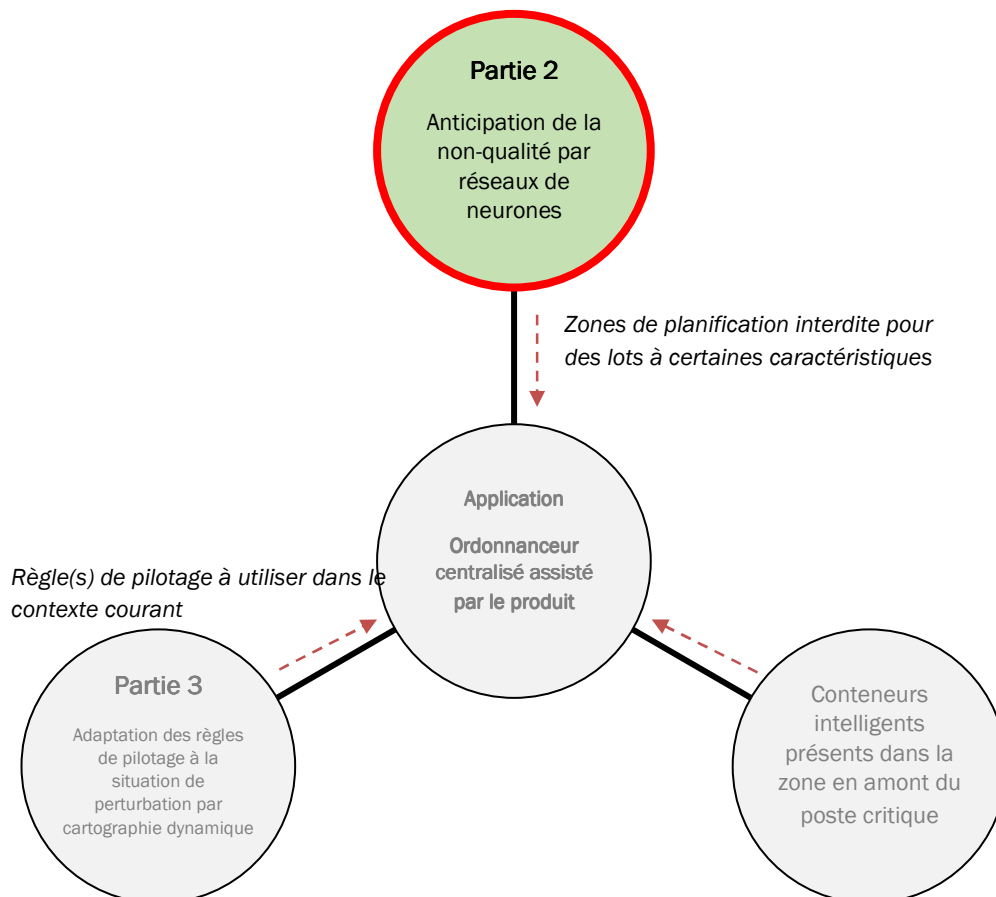 Partie 2
Anticipation de la
non-qualité par
réseaux de
neurones
Zones de planification interdite pour
des lots à certaines caractéristiques
Application
Ordonnanceur
centralisé assisté
par le produit
Règle(s) de pilotage à utiliser dans le
contexte courant
Partie 3
Adaptation des règles
de pilotage à la
situation de
perturbation par
cartographie dynamique
Conteneurs
intelligents
présents dans la
zone en amont du
poste critique